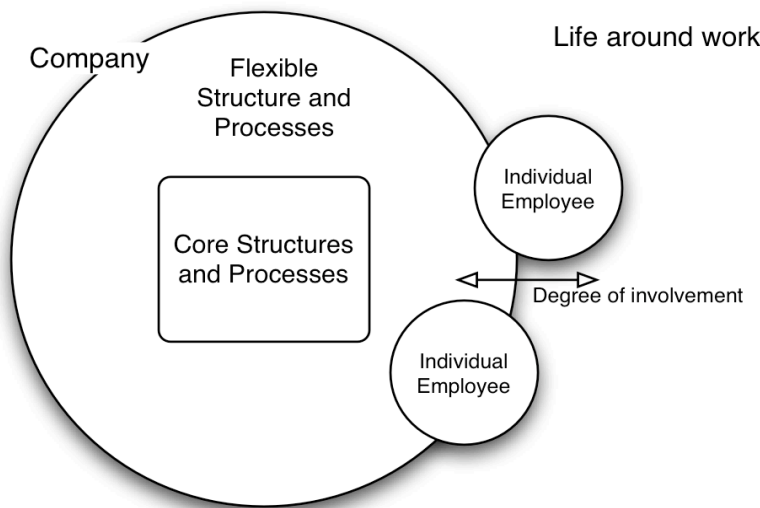 Life around work
Company
Flexible
Structure and
Processes
Individual
Employee
Core Structures
and Processes
Degree of involvement
Individual
Employee